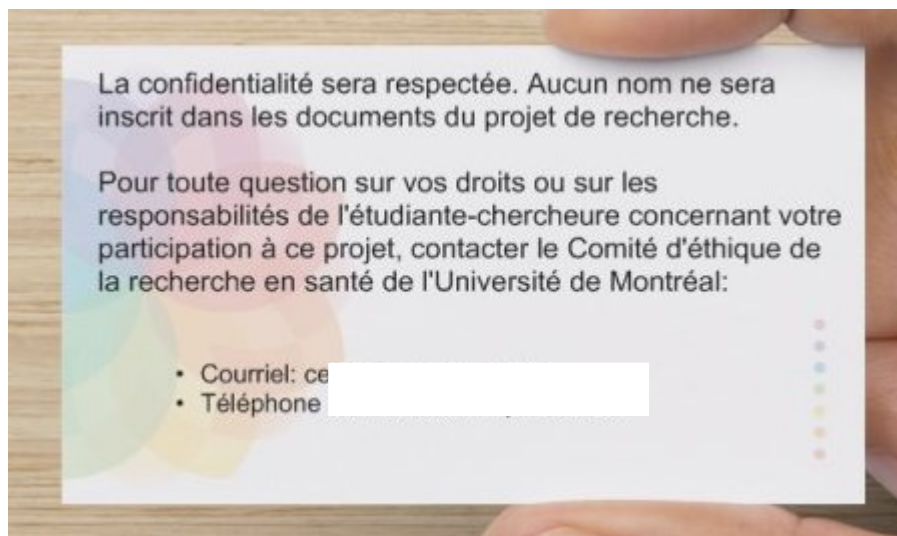 La confidentialité sera respectée. Aucun nom ne sera
inscrit dans les documents du projet de recherche.
Pour toute question sur vos droits ou sur les
responsabilités de l'étudiante-chercheure concernant votre
participation à ce projet, contacter le Comité d'éthique de
la recherche en santé de l'Université de Montréal:
• Courriel: ce
• Téléphone